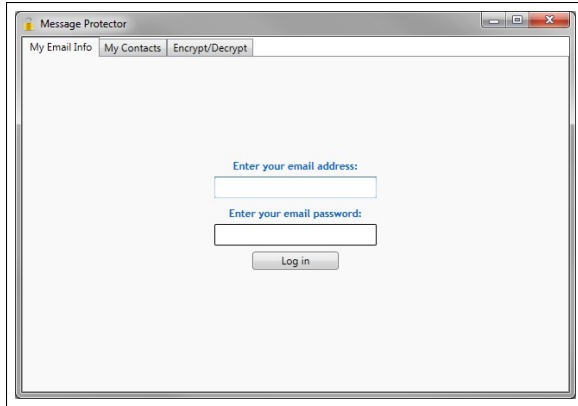 Message Protector
My Email Info My Contacts Encrypt/Decrypt
Enter your email address:
Enter your email password:
Log in